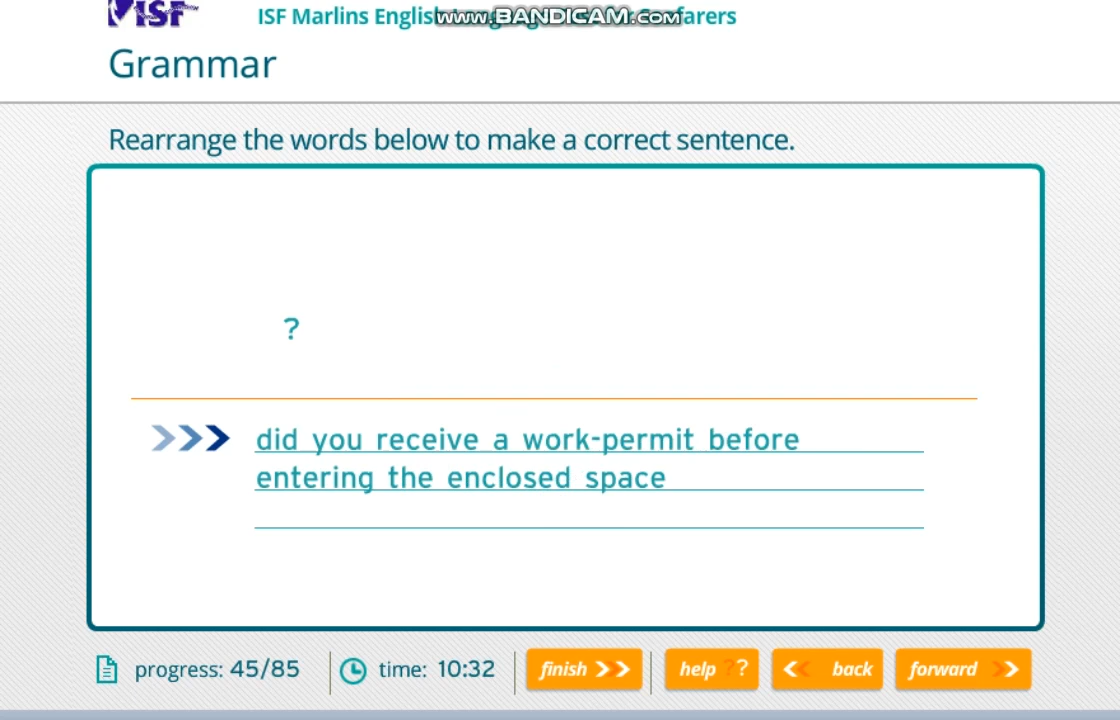 ISF
ISF Marlins English
www.BANDICAM.com
farers
Grammar
Rearrange the words below to make a correct sentence.
?
did you receive a work-permit before
entering the enclosed space
progress: 45/85
time: 10:32
finish
help ??
back
forward